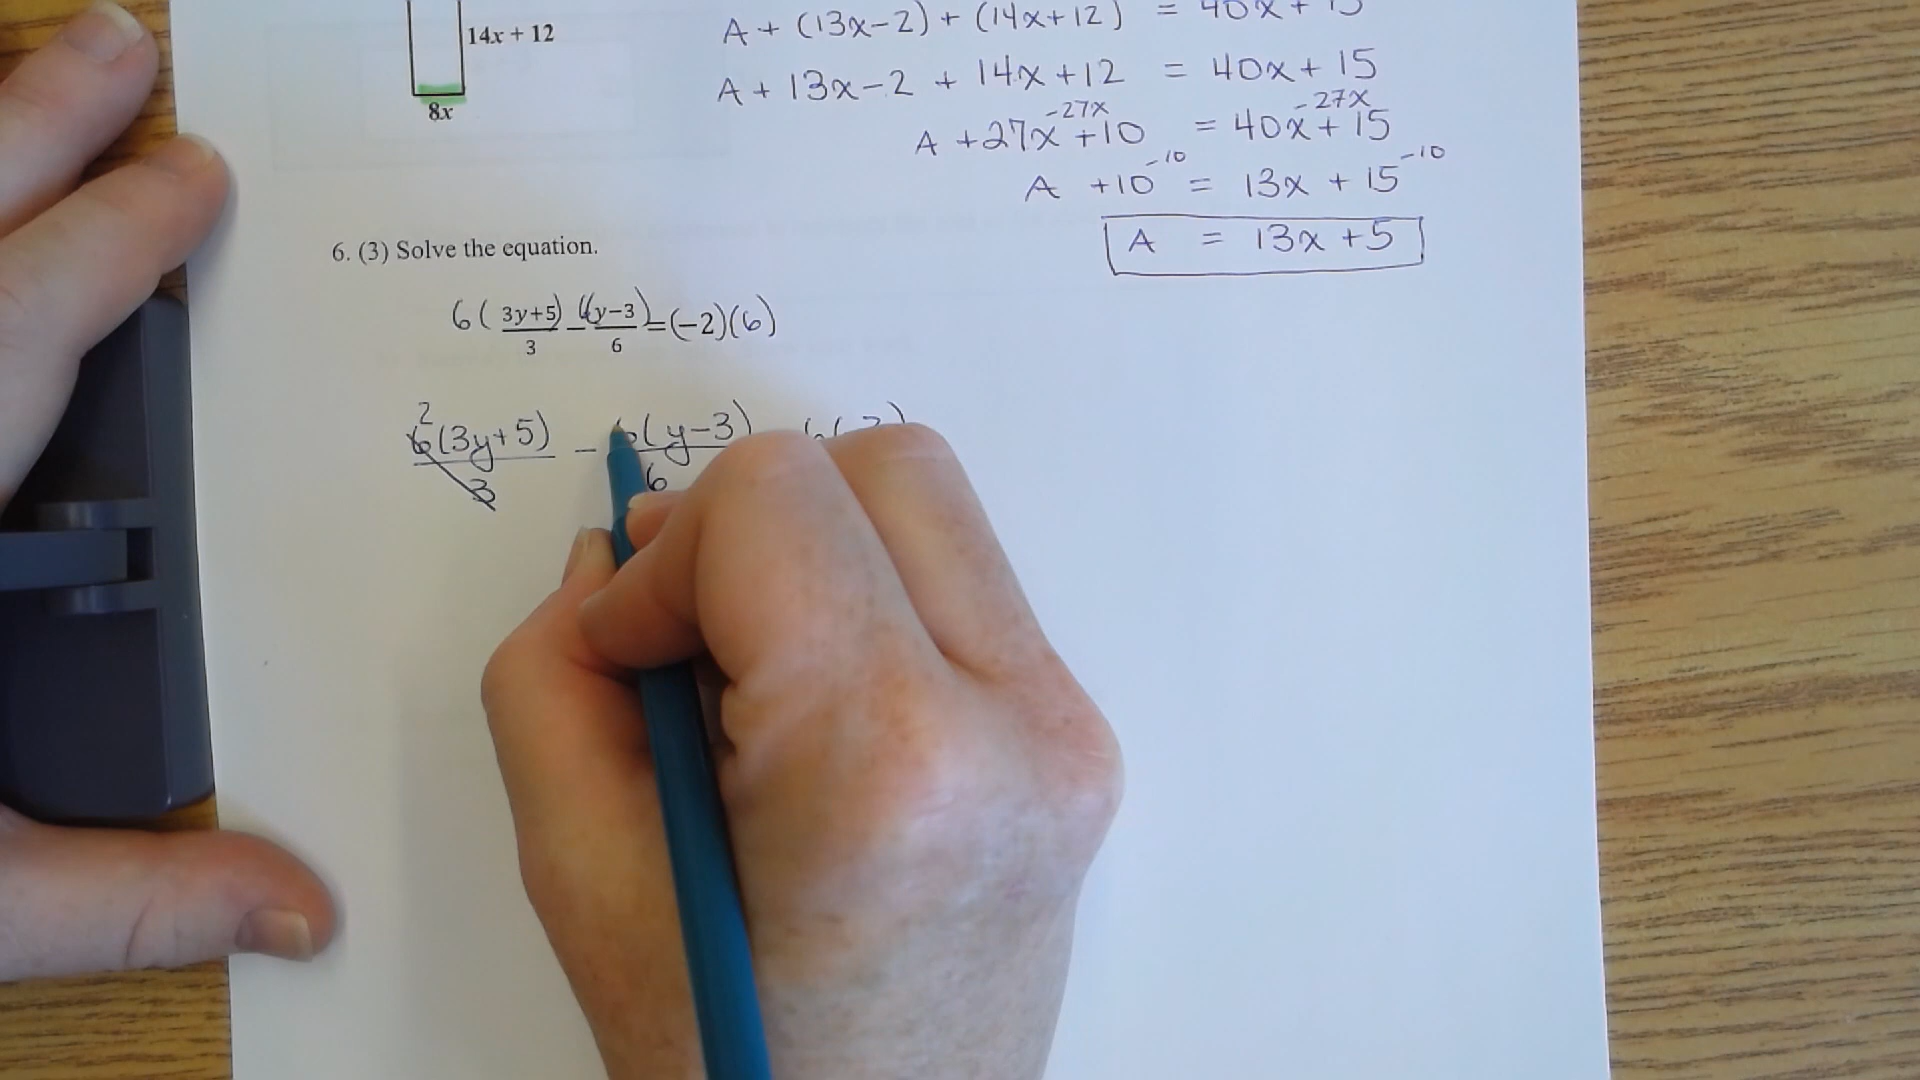 14x + 12
8x
A + (13x-2) + (14x+12) = 40x + 15
A + 13x-2 + 14x+12 = 40x + 15
A +27x -27x +10 = 40x -27x + 15
A +10 -10 = 13x + 15 -10
A = 13x +5
6. (3) Solve the equation.
6( (3y+5)/3 - (y-3)/6 ) = (-2)(6)
2
6(3y+5)/3 - 6(y-3)/6